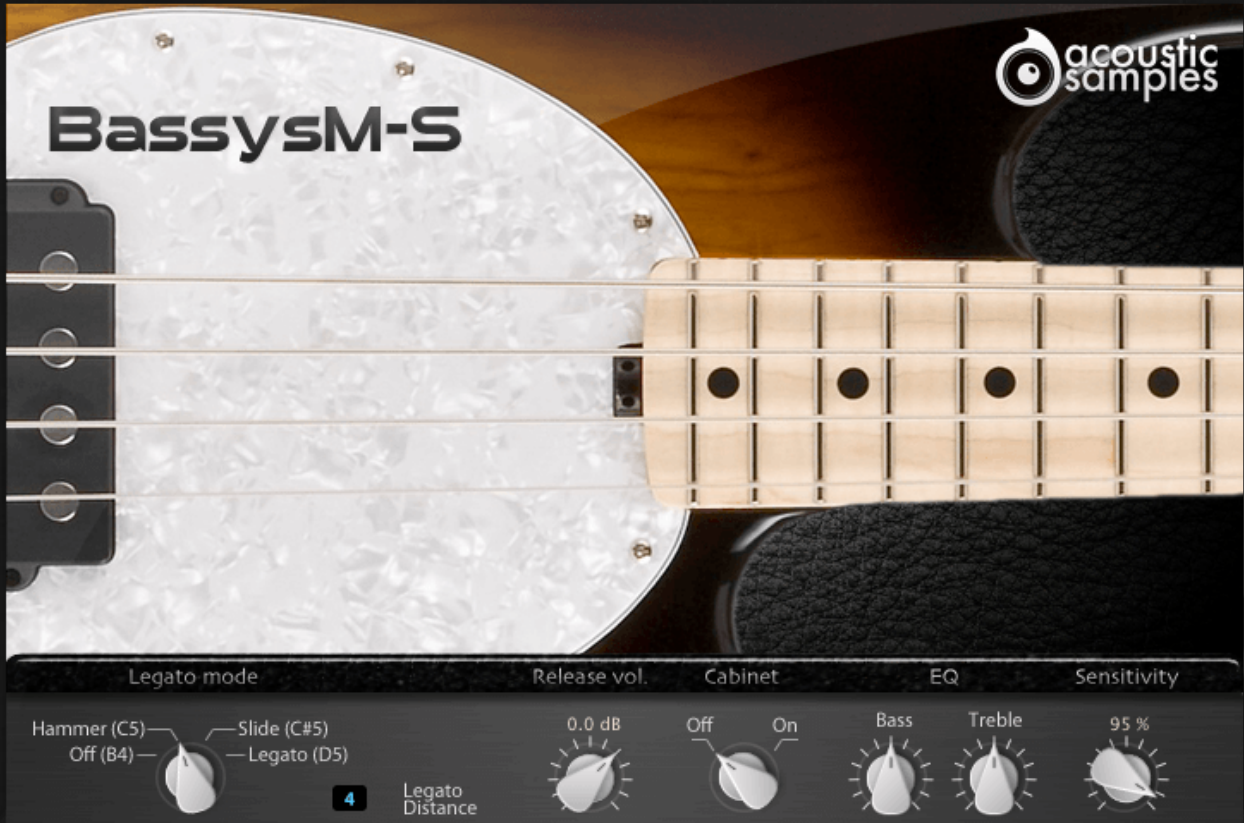 acoustic
samples
BassysM-S
Legato mode
Release vol.
Cabinet
EQ
Sensitivity
Hammer (C5)
Slide (C#5)
Off (B4)
Legato (D5)
4
Legato
Distance
0.0 dB
Off
On
Bass
Treble
95 %